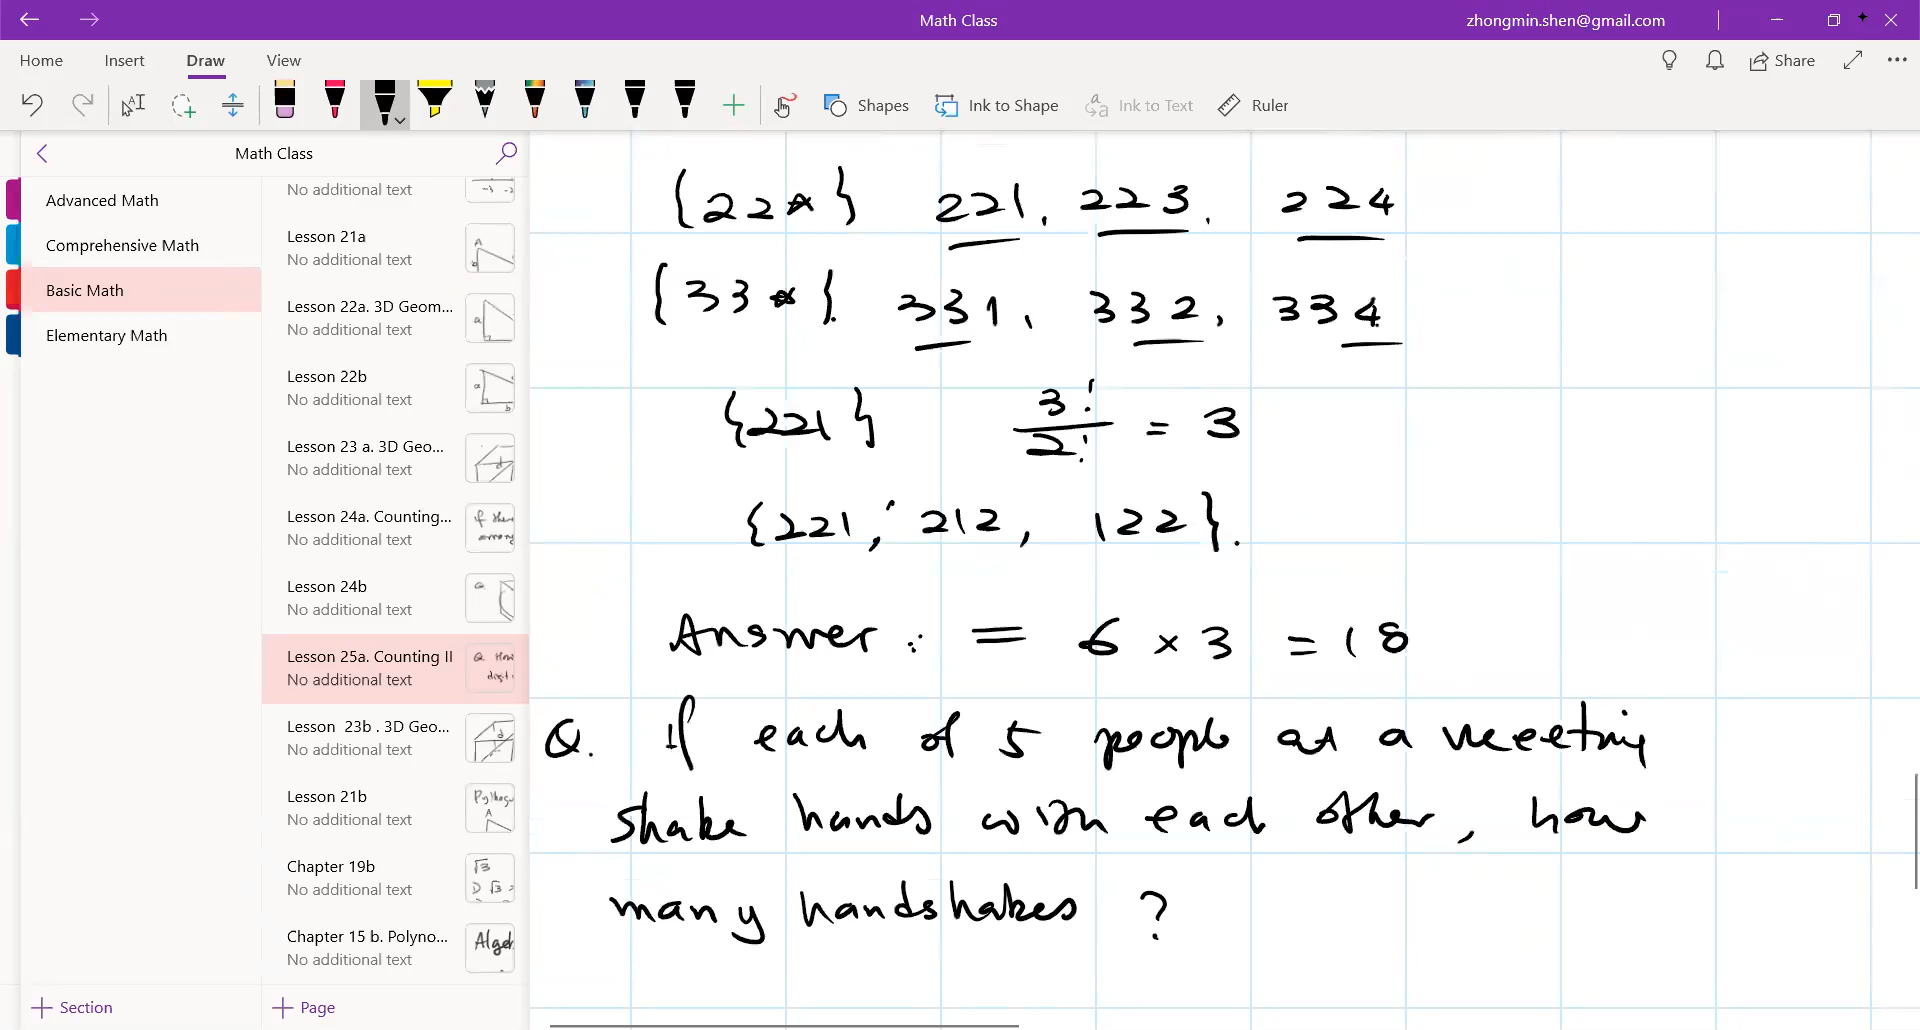 Math Class
zhongmin.shen@gmail.com
Home Insert Draw View
Share
Shapes Ink to Shape Ink to Text Ruler
Math Class
Advanced Math
Comprehensive Math
Basic Math
Elementary Math
No additional text
Lesson 21a
No additional text
Lesson 22a. 3D Geom...
No additional text
Lesson 22b
No additional text
Lesson 23 a. 3D Geo...
No additional text
Lesson 24a. Counting...
No additional text
Lesson 24b
No additional text
Lesson 25a. Counting II
No additional text
Lesson 23b . 3D Geo...
No additional text
Lesson 21b
No additional text
Chapter 19b
No additional text
Chapter 15 b. Polyno...
No additional text
Section
Page
{22*} 221, 223, 224
{33*}. 331, 332, 334
{221} 3!/2! = 3
{221, 212, 122}.
Answer: = 6 × 3 = 18
Q. If each of 5 people at a meeting
shake hands with each other, how
many handshakes ?